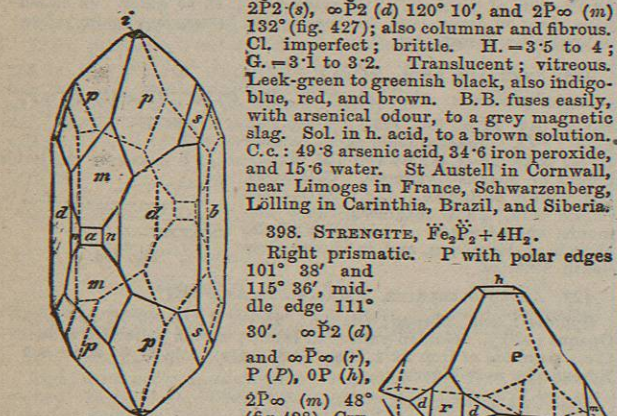 2P̆2 (s), ∞P̆2 (d) 120° 10′, and 2P̆∞ (m)
132° (fig. 427); also columnar and fibrous.
Cl. imperfect; brittle. H. = 3·5 to 4;
G. = 3·1 to 3·2. Translucent; vitreous.
Leek-green to greenish black, also indigo-
blue, red, and brown. B.B. fuses easily,
with arsenical odour, to a grey magnetic
slag. Sol. in h. acid, to a brown solution.
C.c.: 49·8 arsenic acid, 34·6 iron peroxide,
and 15·6 water. St Austell in Cornwall,
near Limoges in France, Schwarzenberg,
Lölling in Carinthia, Brazil, and Siberia.
398. STRENGITE, F̈e₂P̈₂ + 4H₂.
Right prismatic. P with polar edges
101° 38′ and
115° 36′, mid-
dle edge 111°
30′. ∞P̆2 (d)
and ∞P̆∞ (r),
P (P), 0P (h),
2P̆∞ (m) 48°
i
p p s
m
d d b
a n
m
p p s
h
P
d r d m